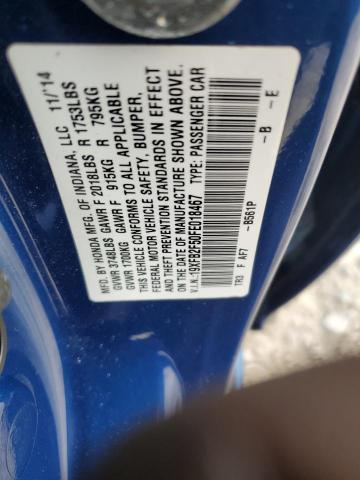 MFD. BY HONDA MFG. OF INDIANA, LLC 11/'14
GVWR 3748LBS GAWR F 2018LBS R 1753LBS
GVWR 1700KG GAWR F 915KG R 795KG
THIS VEHICLE CONFORMS TO ALL APPLICABLE
FEDERAL MOTOR VEHICLE SAFETY, BUMPER,
AND THEFT PREVENTION STANDARDS IN EFFECT
ON THE DATE OF MANUFACTURE SHOWN ABOVE.
V.I.N.:19XFB2F50FE018467 TYPE: PASSENGER CAR
-B561P -B -E
TR3 F AF7